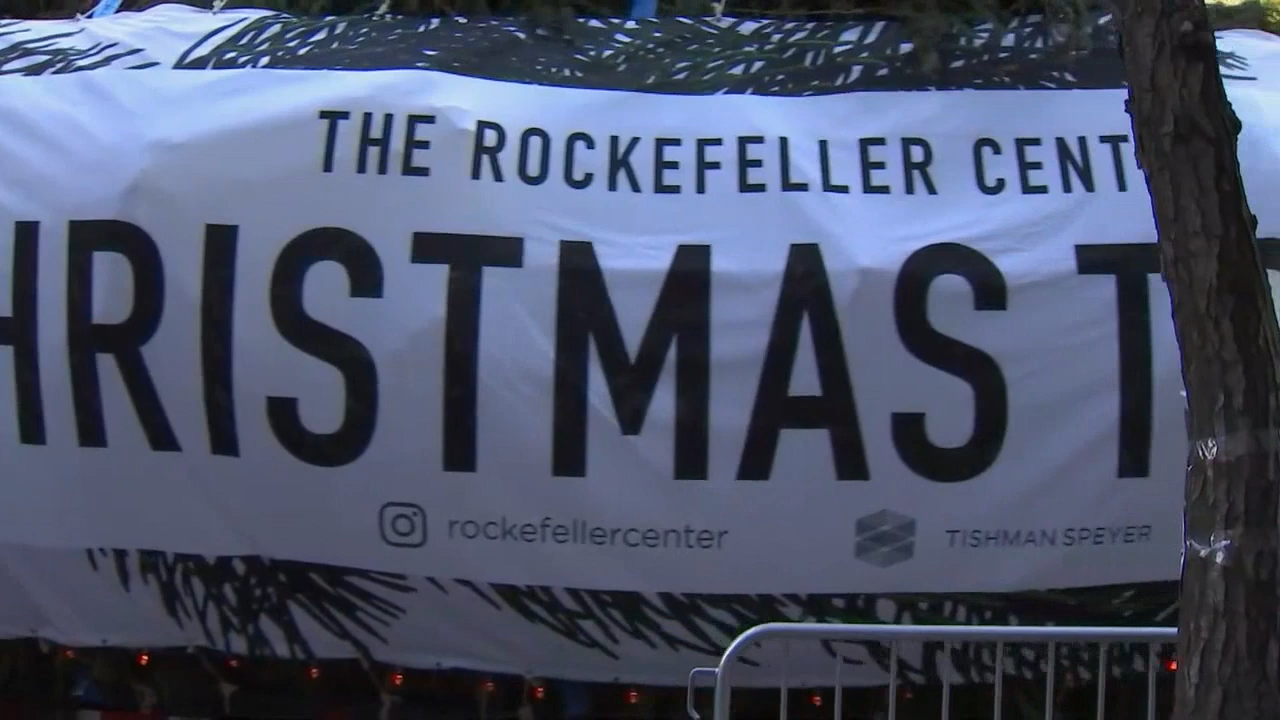 THE ROCKEFELLER CENT
HRISTMAS T
rockefellercenter
TISHMAN SPEYER